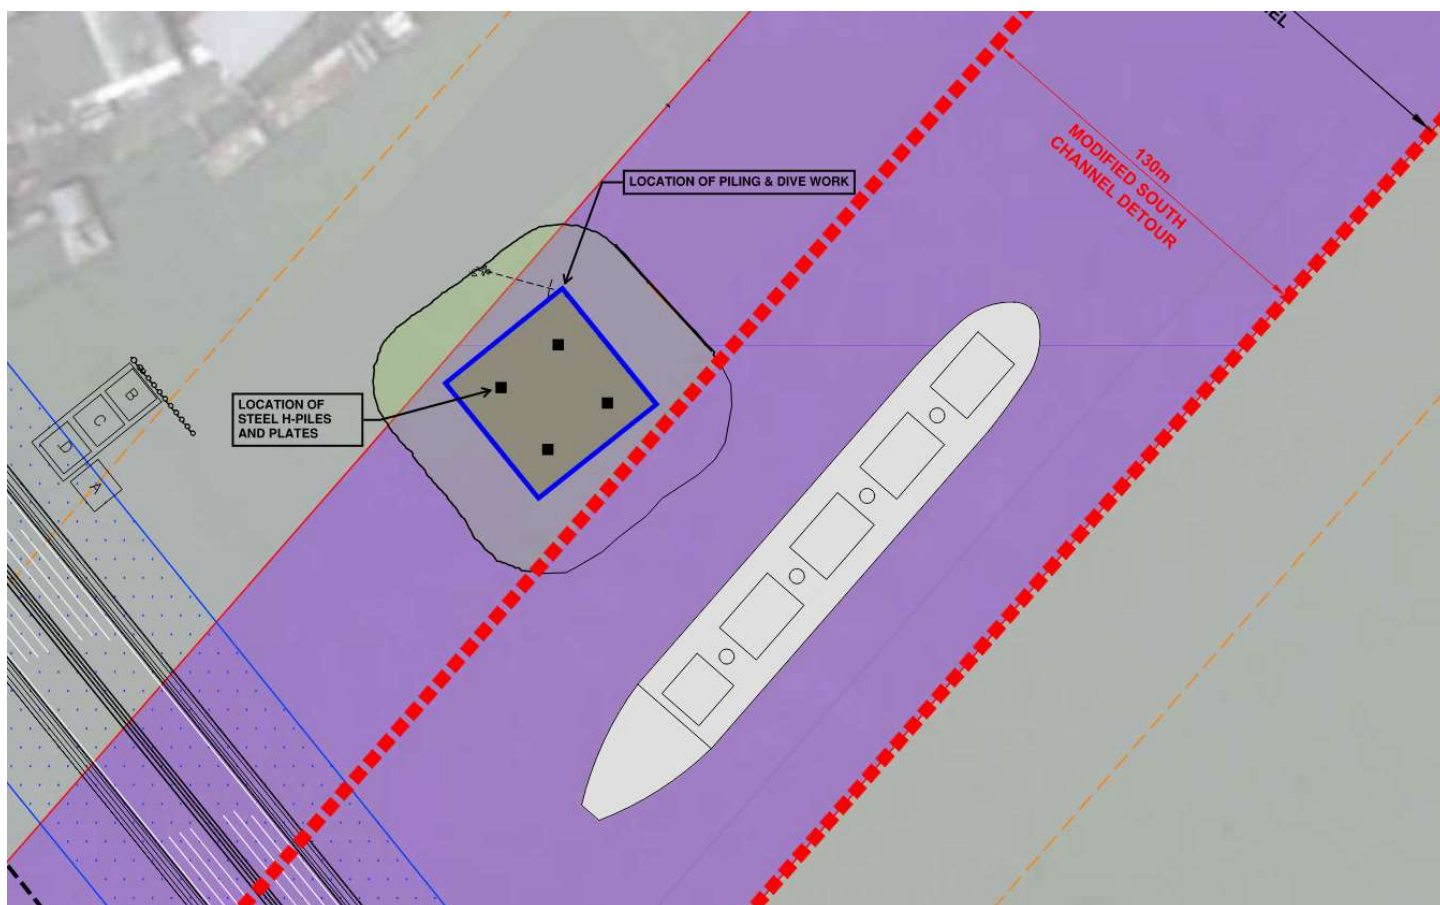 130m
MODIFIED SOUTH
CHANNEL DETOUR
LOCATION OF PILING & DIVE WORK
LOCATION OF
STEEL H-PILES
AND PLATES
B
C
D
A